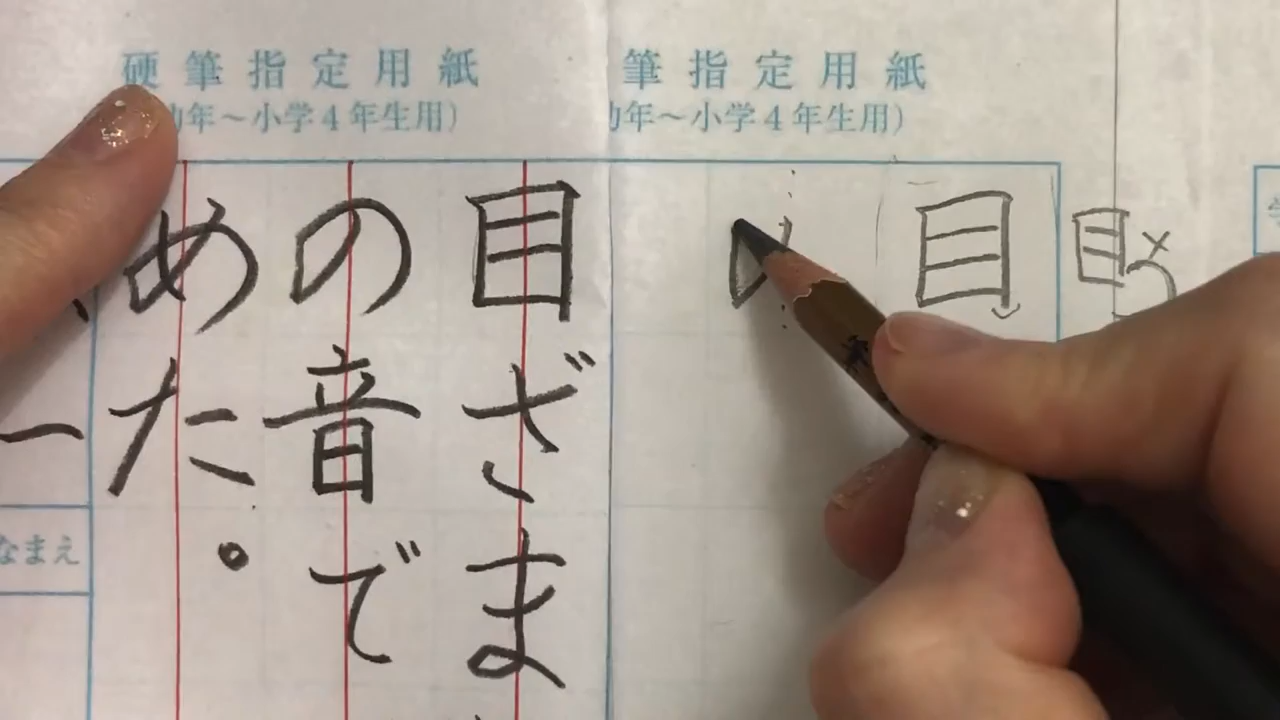 硬筆指定用紙
年~小学4年生用)
筆指定用紙
年~小学4年生用)
目
目
×
目ざま
の音で
めた。
なまえ